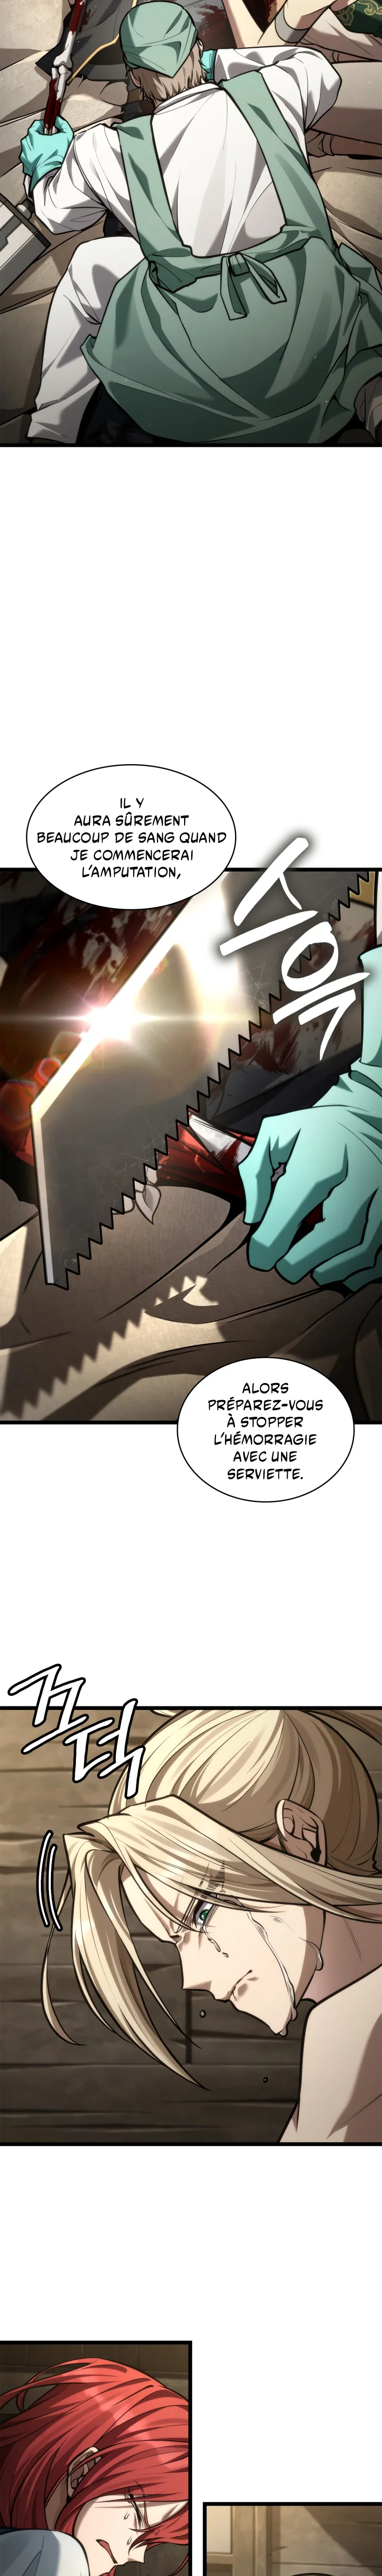 IL Y
AURA SÛREMENT
BEAUCOUP DE SANG QUAND
JE COMMENCERAI
L'AMPUTATION,
스윽
ALORS
PRÉPAREZ-VOUS
À STOPPER
L'HÉMORRAGIE
AVEC UNE
SERVIETTE.
끄덕